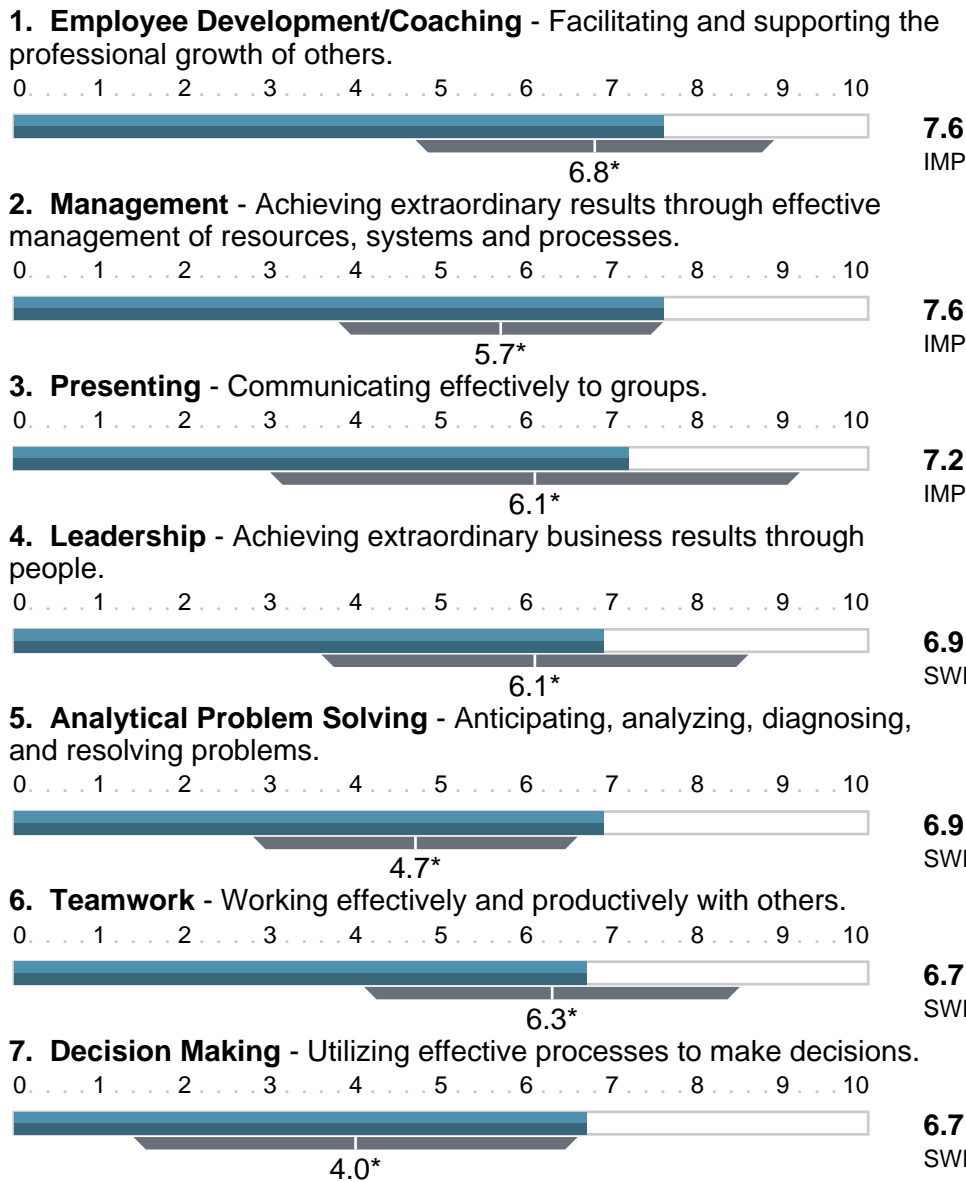 1. Employee Development/Coaching - Facilitating and supporting the
professional growth of others.
0. . . . 1 . . . . 2 . . . . 3 . . . . 4 . . . . 5 . . . . 6 . . . . 7 . . . . 8 . . . . 9 . . . 10
7.6
IMP
6.8*
2. Management - Achieving extraordinary results through effective
management of resources, systems and processes.
0. . . . 1 . . . . 2 . . . . 3 . . . . 4 . . . . 5 . . . . 6 . . . . 7 . . . . 8 . . . . 9 . . . 10
7.6
IMP
5.7*
3. Presenting - Communicating effectively to groups.
0. . . . 1 . . . . 2 . . . . 3 . . . . 4 . . . . 5 . . . . 6 . . . . 7 . . . . 8 . . . . 9 . . . 10
7.2
IMP
6.1*
4. Leadership - Achieving extraordinary business results through
people.
0. . . . 1 . . . . 2 . . . . 3 . . . . 4 . . . . 5 . . . . 6 . . . . 7 . . . . 8 . . . . 9 . . . 10
6.9
SWI
6.1*
5. Analytical Problem Solving - Anticipating, analyzing, diagnosing,
and resolving problems.
0. . . . 1 . . . . 2 . . . . 3 . . . . 4 . . . . 5 . . . . 6 . . . . 7 . . . . 8 . . . . 9 . . . 10
6.9
SWI
4.7*
6. Teamwork - Working effectively and productively with others.
0. . . . 1 . . . . 2 . . . . 3 . . . . 4 . . . . 5 . . . . 6 . . . . 7 . . . . 8 . . . . 9 . . . 10
6.7
SWI
6.3*
7. Decision Making - Utilizing effective processes to make decisions.
0. . . . 1 . . . . 2 . . . . 3 . . . . 4 . . . . 5 . . . . 6 . . . . 7 . . . . 8 . . . . 9 . . . 10
6.7
SWI
4.0*